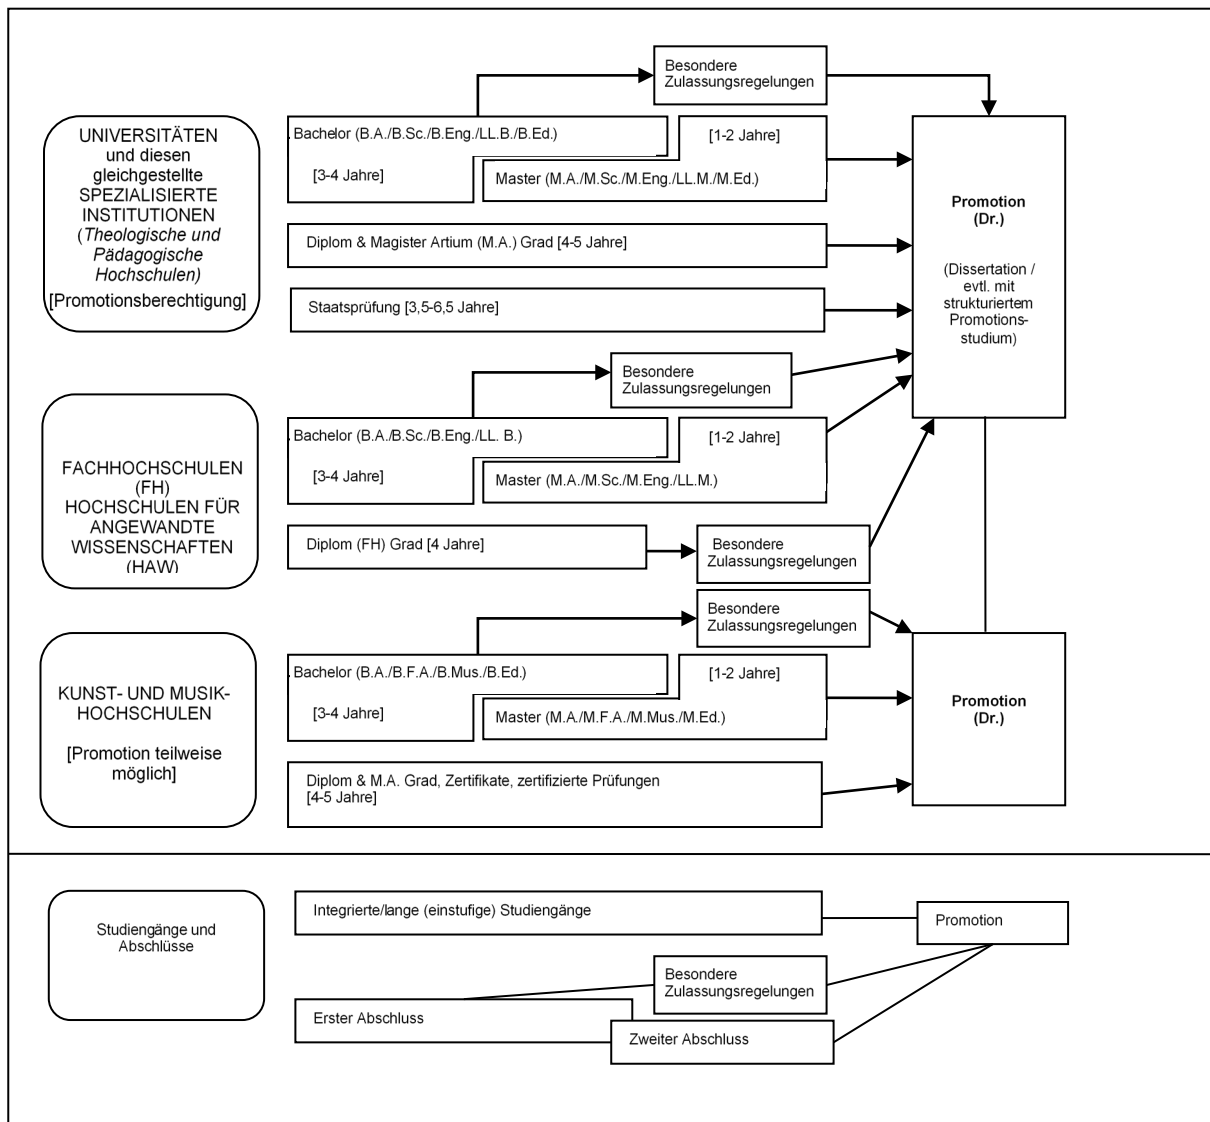 Besondere
Zulassungsregelungen
UNIVERSITÄTEN
und diesen
gleichgestellte
SPEZIALISIERTE
INSTITUTIONEN
(Theologische und
Pädagogische
Hochschulen)
[Promotionsberechtigung]
Bachelor (B.A./B.Sc./B.Eng./LL.B./B.Ed.)
[3-4 Jahre]
[1-2 Jahre]
Master (M.A./M.Sc./M.Eng./LL.M./M.Ed.)
Diplom & Magister Artium (M.A.) Grad [4-5 Jahre]
Staatsprüfung [3,5-6,5 Jahre]
Promotion
(Dr.)
(Dissertation /
evtl. mit
strukturiertem
Promotions-
studium)
Besondere
Zulassungsregelungen
FACHHOCHSCHULEN
(FH)
HOCHSCHULEN FÜR
ANGEWANDTE
WISSENSCHAFTEN
(HAW)
Bachelor (B.A./B.Sc./B.Eng./LL. B.)
[3-4 Jahre]
[1-2 Jahre]
Master (M.A./M.Sc./M.Eng./LL.M.)
Diplom (FH) Grad [4 Jahre]
Besondere
Zulassungsregelungen
Besondere
Zulassungsregelungen
KUNST- UND MUSIK-
HOCHSCHULEN
[Promotion teilweise
möglich]
Bachelor (B.A./B.F.A./B.Mus./B.Ed.)
[3-4 Jahre]
[1-2 Jahre]
Master (M.A./M.F.A./M.Mus./M.Ed.)
Diplom & M.A. Grad, Zertifikate, zertifizierte Prüfungen
[4-5 Jahre]
Promotion
(Dr.)
Studiengänge und
Abschlüsse
Integrierte/lange (einstufige) Studiengänge
Promotion
Besondere
Zulassungsregelungen
Erster Abschluss
Zweiter Abschluss